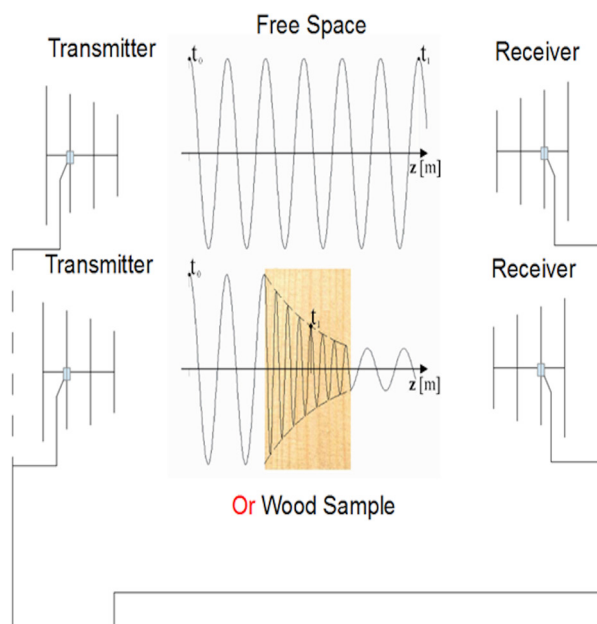 Free Space
Transmitter
Receiver
t₀
t₁
z [m]
Transmitter
Receiver
t₀
t₁
z [m]
Or Wood Sample